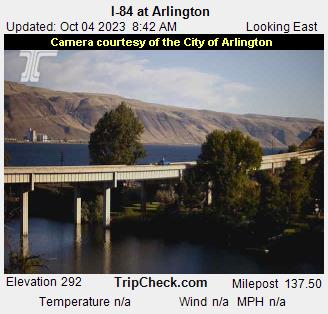 I-84 at Arlington
Updated: Oct 04 2023 8:42 AM Looking East
Camera courtesy of the City of Arlington
Elevation 292 TripCheck.com Milepost 137.50
Temperature n/a Wind n/a MPH n/a